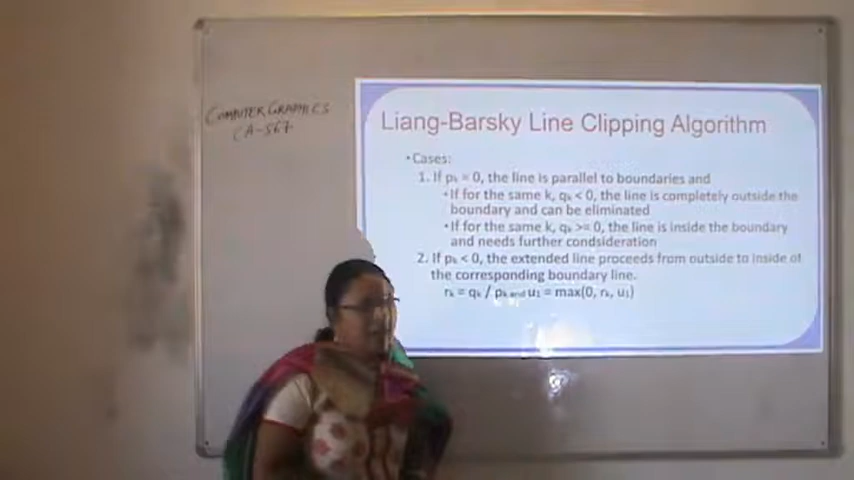 COMPUTER GRAPHICS
CA-567
Liang-Barsky Line Clipping Algorithm
• Cases:
1. If pk = 0, the line is parallel to boundaries and
• If for the same k, qk < 0, the line is completely outside the
boundary and can be eliminated
• If for the same k, qk >= 0, the line is inside the boundary
and needs further condsideration
2. If pk < 0, the extended line proceeds from outside to inside of
the corresponding boundary line.
rk = qk / pk and u1 = max(0, rk, u1)